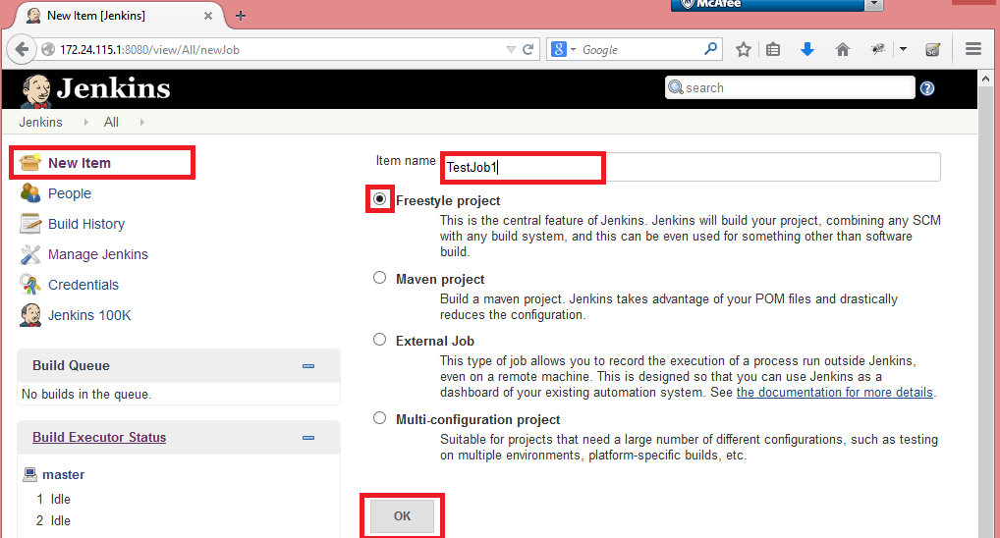 McAfee
New Item [Jenkins]
172.24.115.1:8080/view/All/newJob
Google
Jenkins
search
Jenkins All
New Item
People
Build History
Manage Jenkins
Credentials
Jenkins 100K
Build Queue
No builds in the queue.
Build Executor Status
master
1 Idle
2 Idle
Item name TestJob1
Freestyle project
This is the central feature of Jenkins. Jenkins will build your project, combining any SCM
with any build system, and this can be even used for something other than software
build.
Maven project
Build a maven project. Jenkins takes advantage of your POM files and drastically
reduces the configuration.
External Job
This type of job allows you to record the execution of a process run outside Jenkins,
even on a remote machine. This is designed so that you can use Jenkins as a
dashboard of your existing automation system. See the documentation for more details.
Multi-configuration project
Suitable for projects that need a large number of different configurations, such as testing
on multiple environments, platform-specific builds, etc.
OK